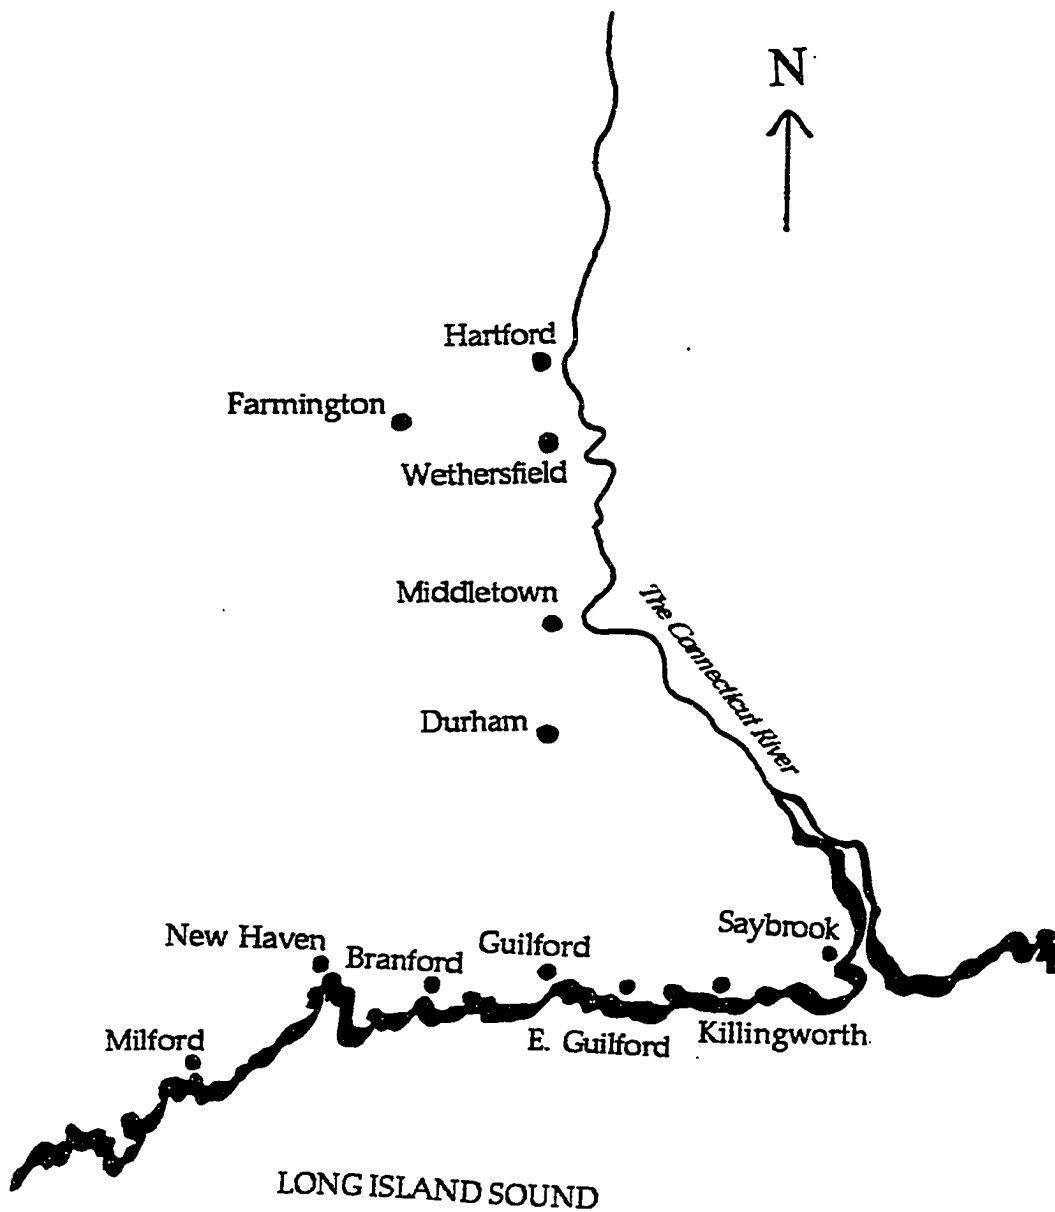 N
Hartford
Farmington
Wethersfield
Middletown
The Connecticut River
Durham
Saybrook
New Haven
Guilford
Branford
Milford
E. Guilford
Killingworth
LONG ISLAND SOUND